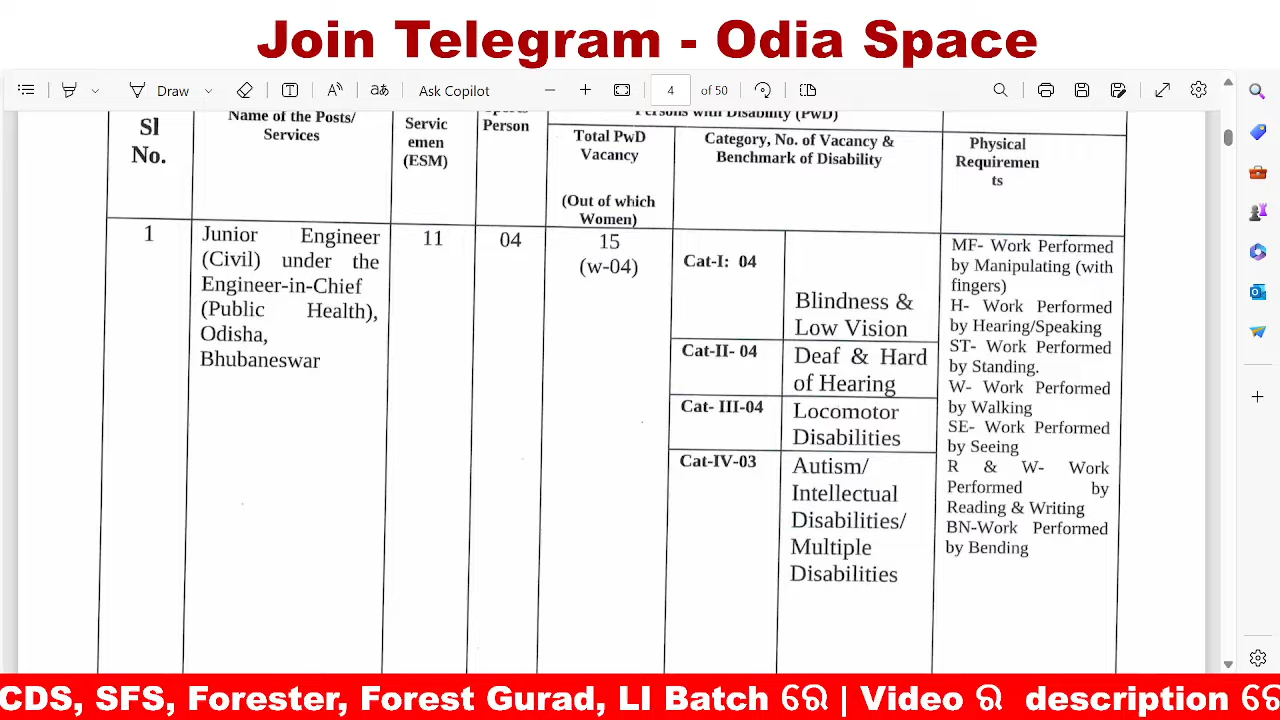 Join Telegram - Odia Space
Draw
Ask Copilot
4 of 50
Sl
No.
Name of the Posts/
Services
Servic
emen
(ESM)
Person
Persons with Disability (PwD)
Total PwD
Vacancy
(Out of which
Women)
Category, No. of Vacancy &
Benchmark of Disability
Physical
Requiremen
ts
1
Junior Engineer
(Civil) under the
Engineer-in-Chief
(Public Health),
Odisha,
Bhubaneswar
11
04
15
(w-04)
Cat-I: 04
Blindness &
Low Vision
Cat-II- 04
Deaf & Hard
of Hearing
Cat- III-04
Locomotor
Disabilities
Cat-IV-03
Autism/
Intellectual
Disabilities/
Multiple
Disabilities
MF- Work Performed
by Manipulating (with
fingers)
H- Work Performed
by Hearing/Speaking
ST- Work Performed
by Standing.
W- Work Performed
by Walking
SE- Work Performed
by Seeing
R & W- Work
Performed by
Reading & Writing
BN-Work Performed
by Bending
CDS, SFS, Forester, Forest Gurad, LI Batch ରେ | Video ର description ରେ